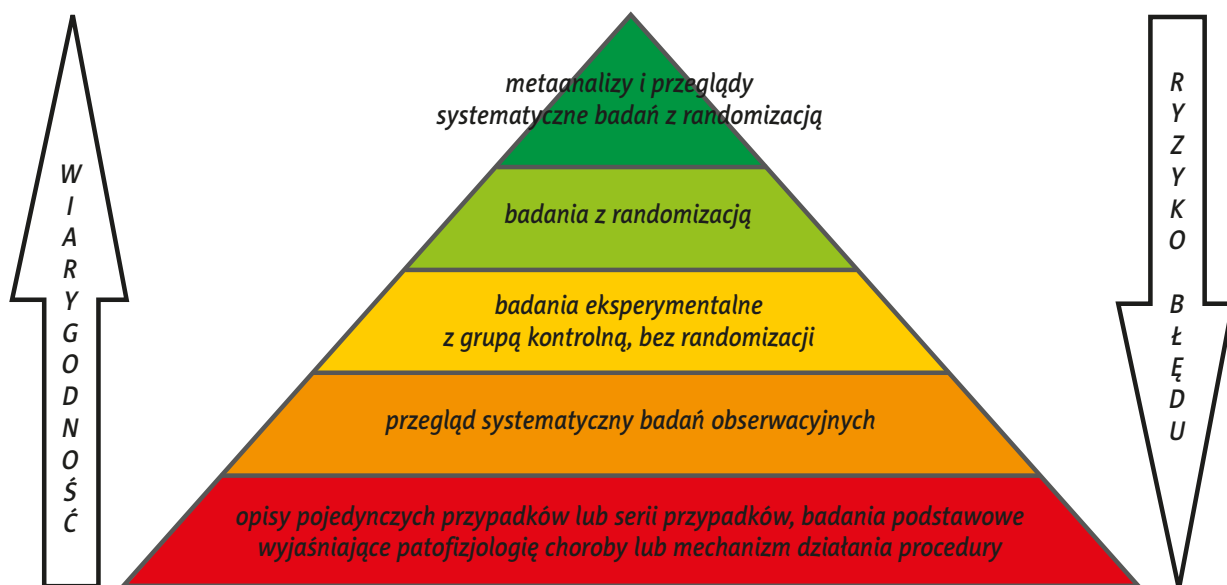 metaanalizy i przeglądy
systematyczne badań z randomizacją
badania z randomizacją
badania eksperymentalne
z grupą kontrolną, bez randomizacji
przegląd systematyczny badań obserwacyjnych
opisy pojedynczych przypadków lub serii przypadków, badania podstawowe
wyjaśniające patofizjologię choroby lub mechanizm działania procedury
WIARYGODNOŚĆ
RYZYKO BŁĘDU